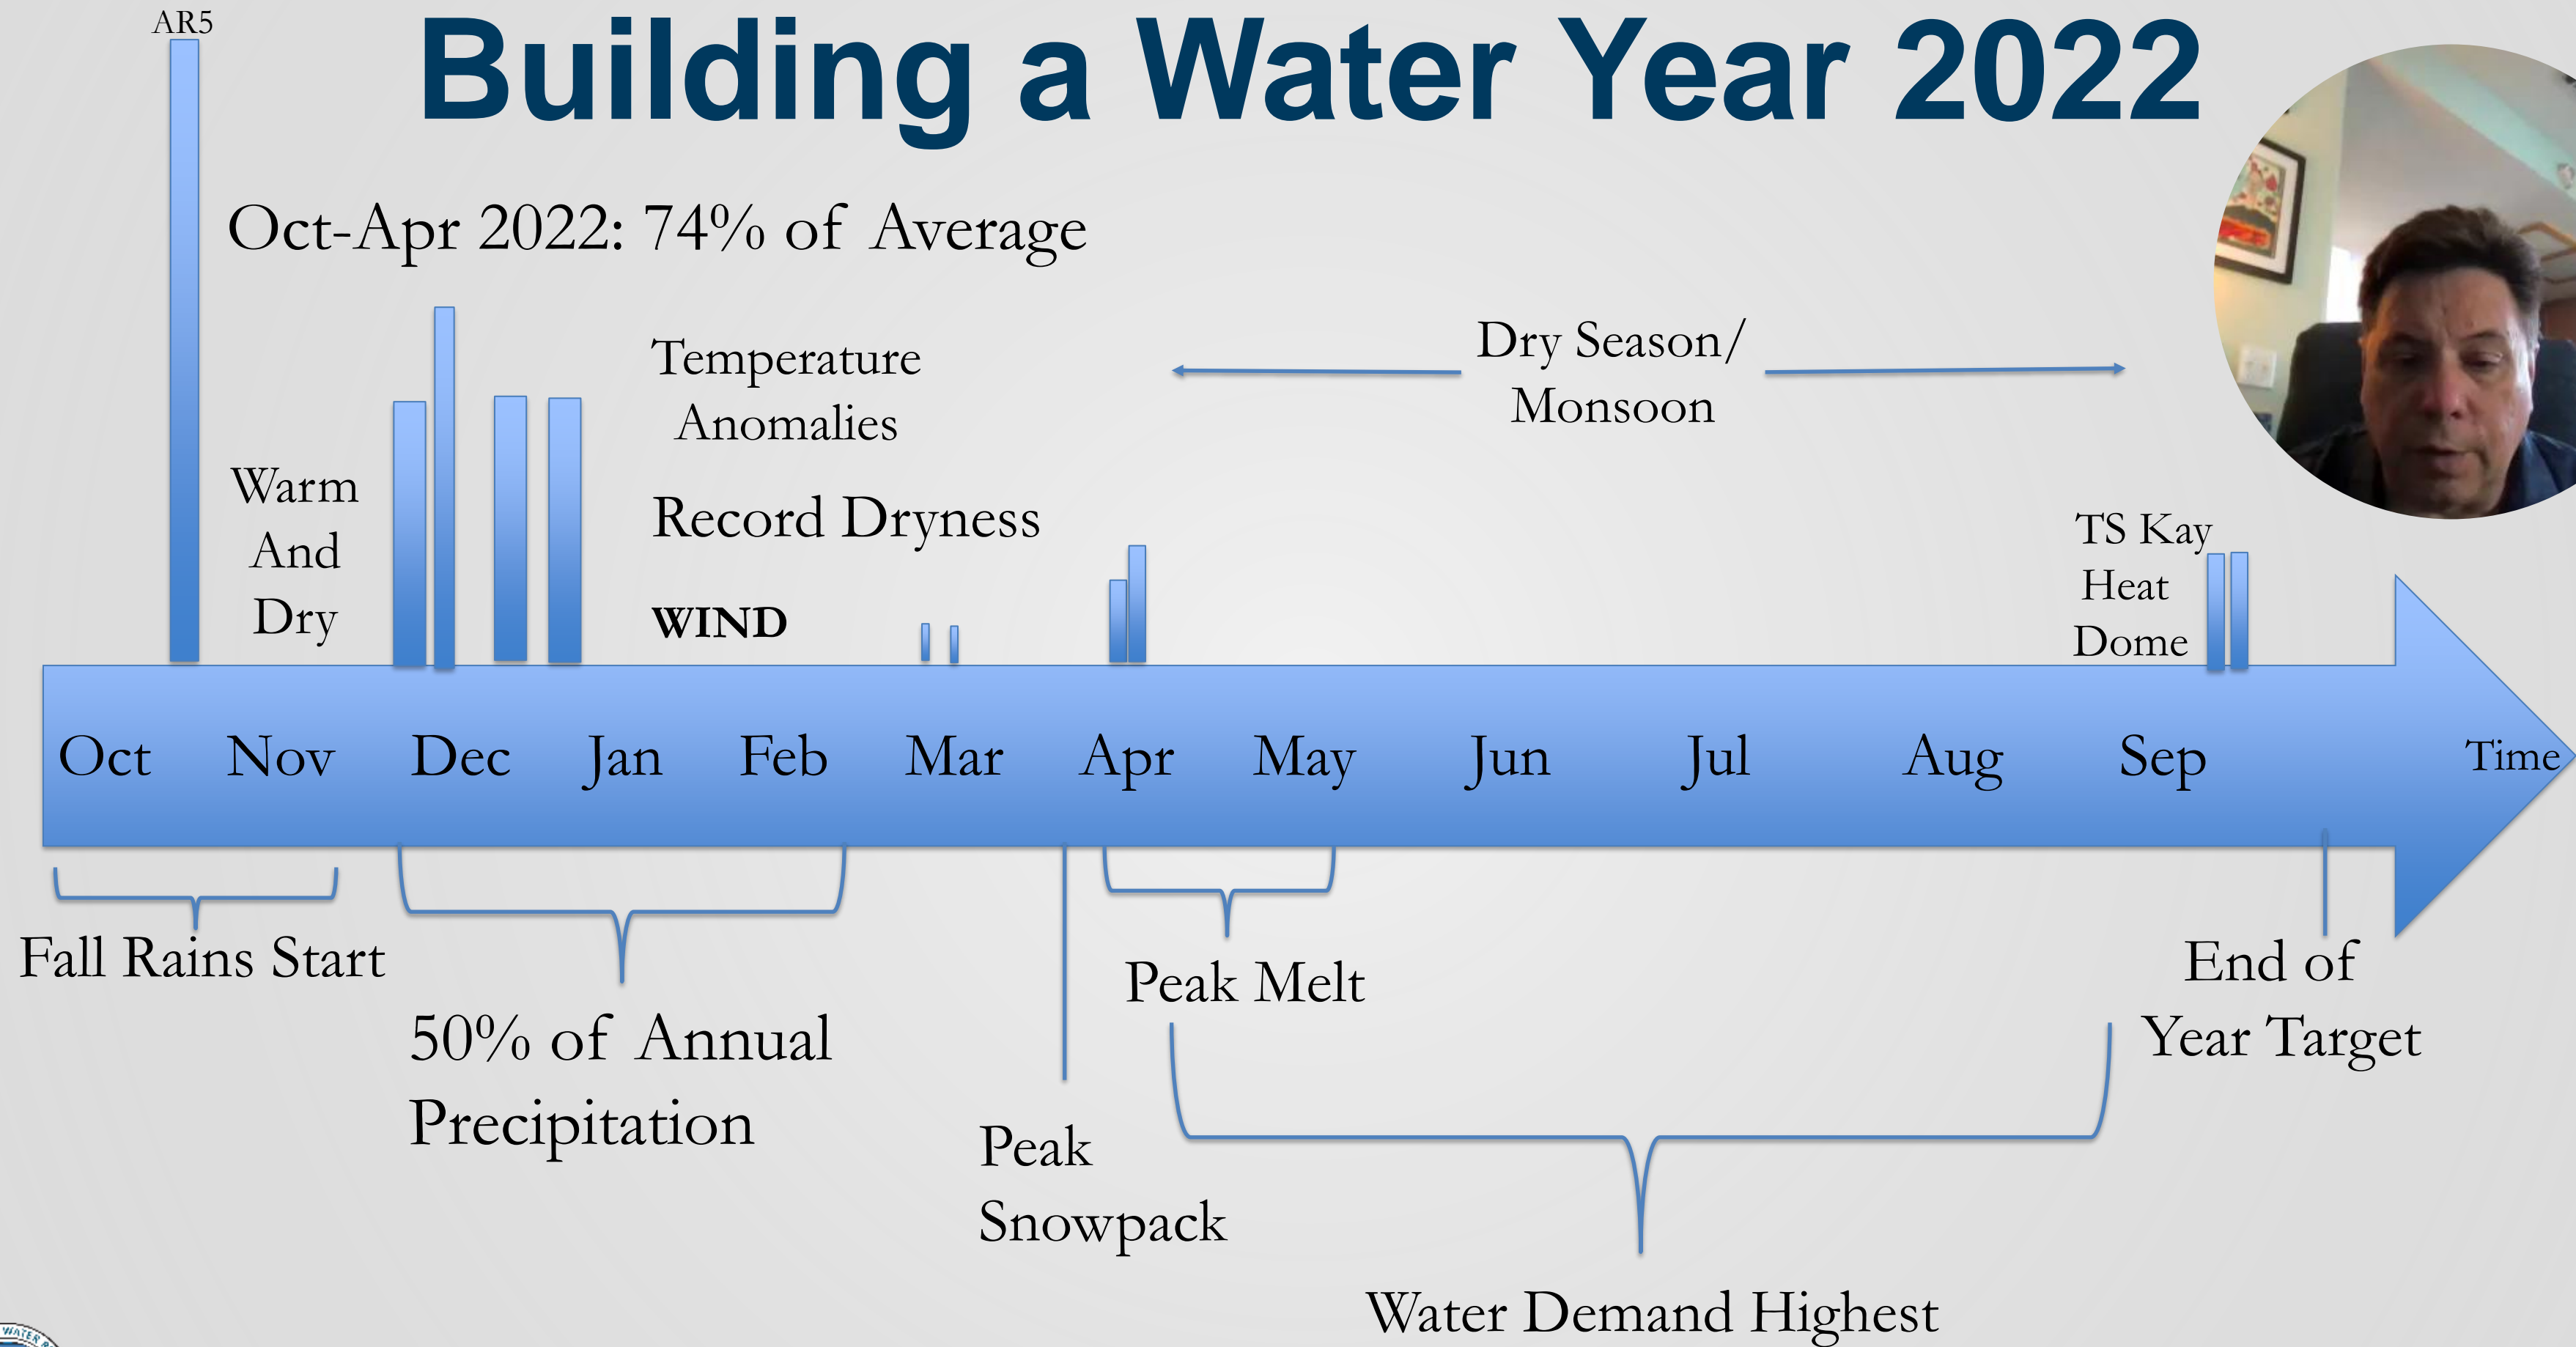 AR5
Building a Water Year 2022
Oct-Apr 2022: 74% of Average
Temperature
Anomalies
Dry Season/
Monsoon
Warm
And
Dry
Record Dryness
WIND
TS Kay
Heat
Dome
Oct Nov Dec Jan Feb Mar Apr May Jun Jul Aug Sep Time
Fall Rains Start
50% of Annual
Precipitation
Peak
Snowpack
Peak Melt
Water Demand Highest
End of
Year Target
WATER